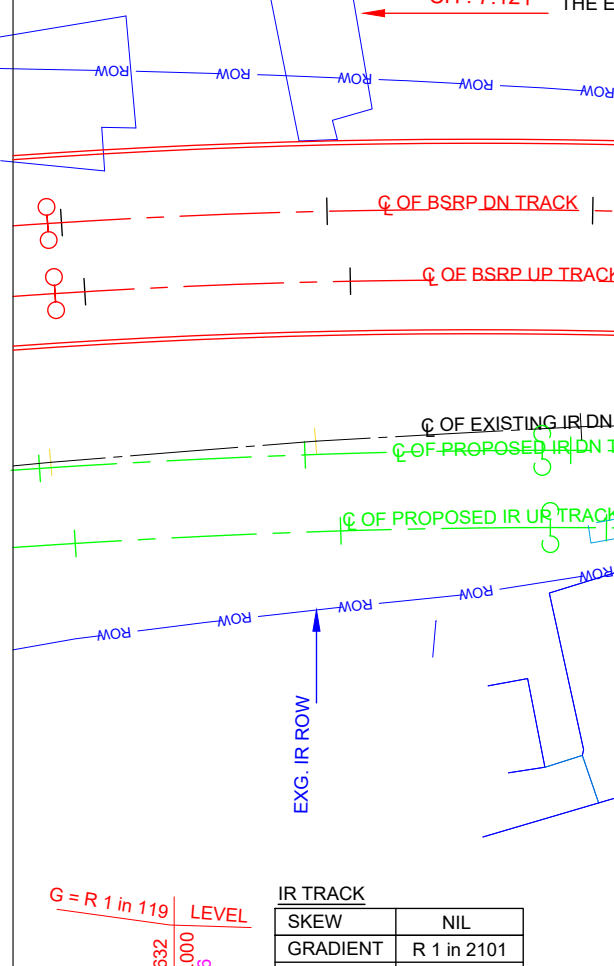 THE E
ROW ROW ROW ROW ROW
℄ OF BSRP DN TRACK
℄ OF BSRP UP TRACK
℄ OF EXISTING IR DN
℄ OF PROPOSED IR DN T
℄ OF PROPOSED IR UP TRACK
ROW ROW ROW ROW ROW
EXG. IR ROW
G = R 1 in 119
LEVEL
632
.000
IR TRACK
SKEW NIL
GRADIENT R 1 in 2101